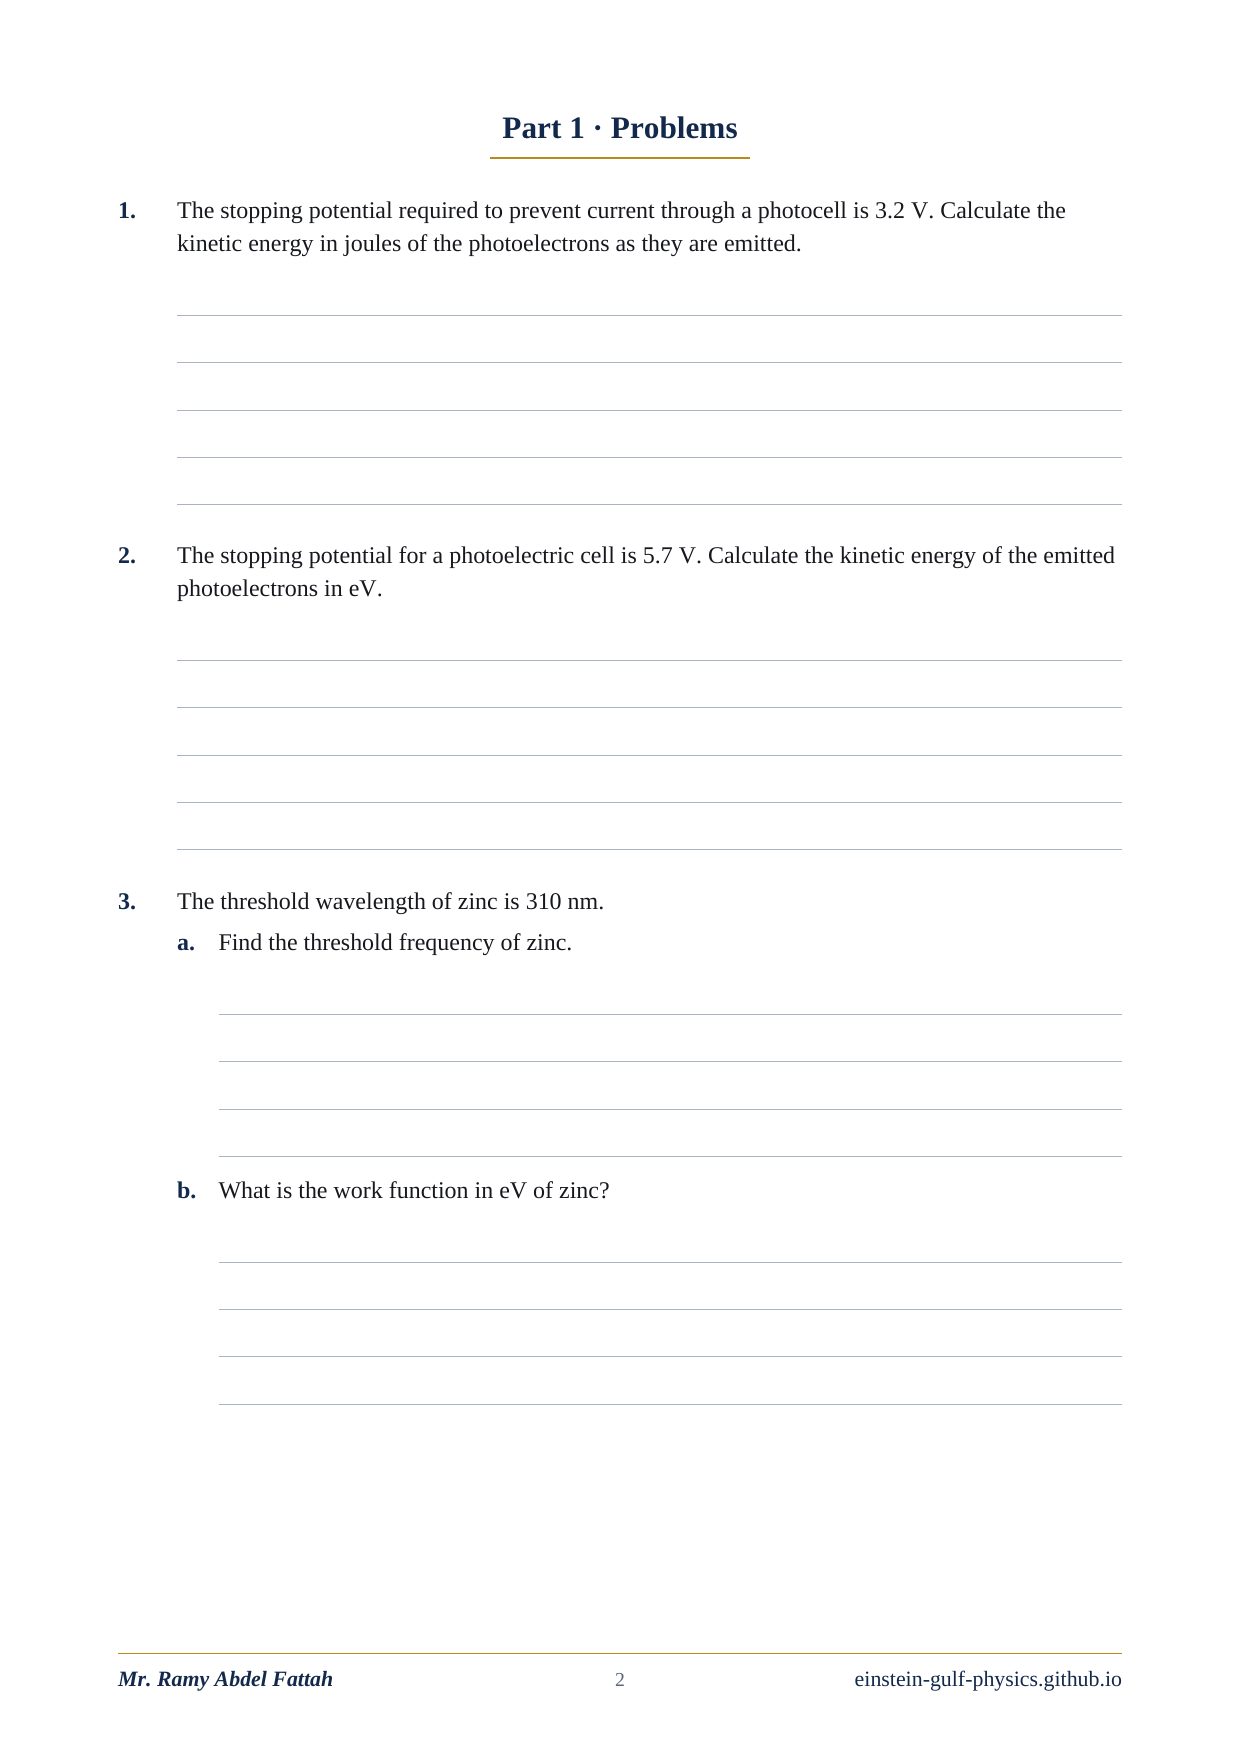 Part 1 · Problems
1. The stopping potential required to prevent current through a photocell is 3.2 V. Calculate the
kinetic energy in joules of the photoelectrons as they are emitted.
2. The stopping potential for a photoelectric cell is 5.7 V. Calculate the kinetic energy of the emitted
photoelectrons in eV.
3. The threshold wavelength of zinc is 310 nm.
a. Find the threshold frequency of zinc.
b. What is the work function in eV of zinc?
Mr. Ramy Abdel Fattah 2 einstein-gulf-physics.github.io